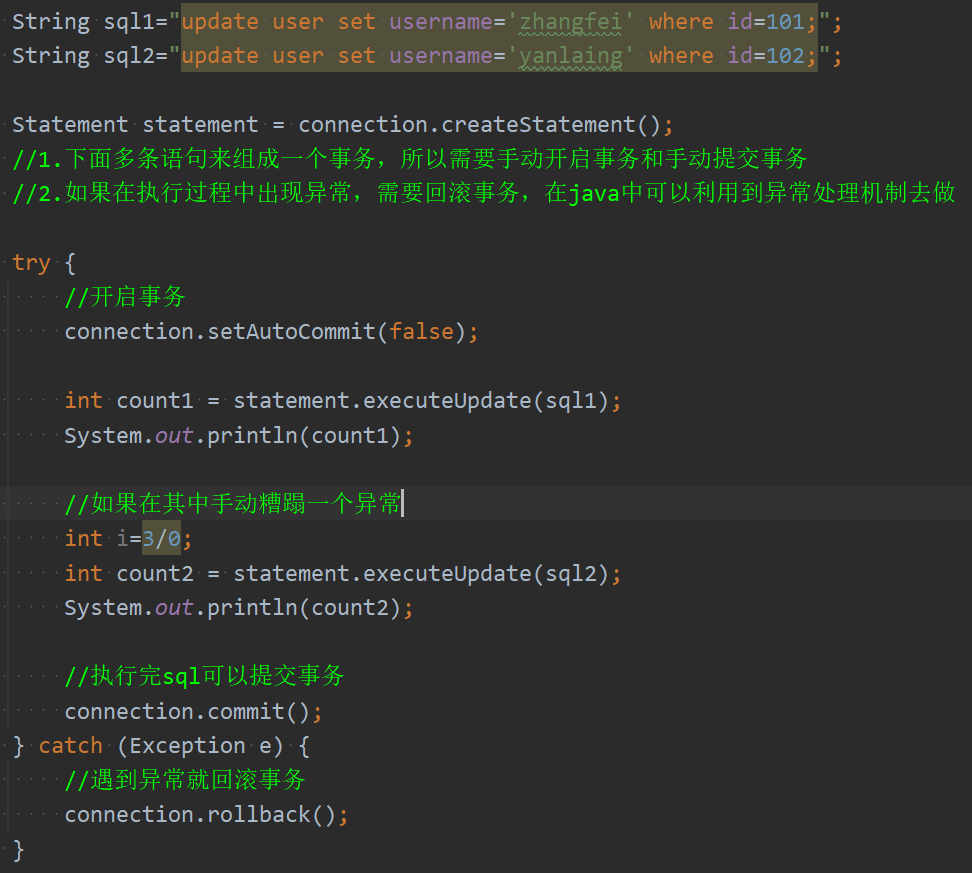 String sql1="update user set username='zhangfei' where id=101;";
String sql2="update user set username='yanlaing' where id=102;";
Statement statement = connection.createStatement();
//1.下面多条语句来组成一个事务，所以需要手动开启事务和手动提交事务
//2.如果在执行过程中出现异常，需要回滚事务，在java中可以利用到异常处理机制去做
try {
//开启事务
connection.setAutoCommit(false);
int count1 = statement.executeUpdate(sql1);
System.out.println(count1);
//如果在其中手动糟蹋一个异常
int i=3/0;
int count2 = statement.executeUpdate(sql2);
System.out.println(count2);
//执行完sql可以提交事务
connection.commit();
} catch (Exception e) {
//遇到异常就回滚事务
connection.rollback();
}